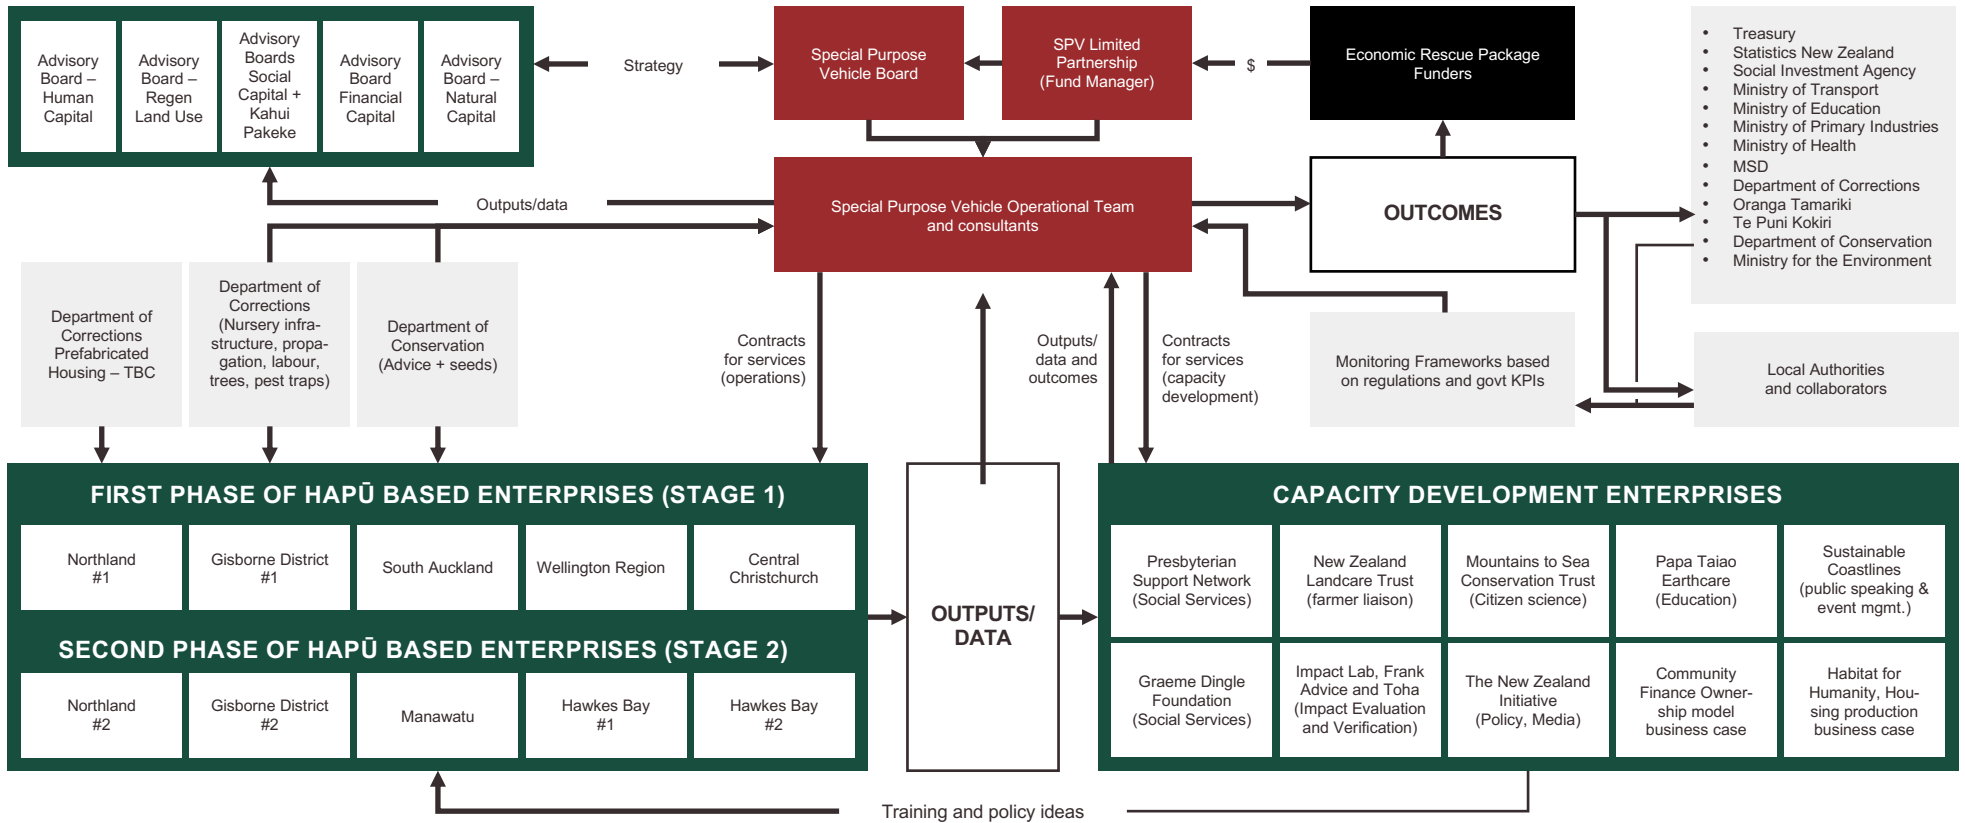 Advisory
Board –
Human
Capital
Advisory
Board –
Regen
Land Use
Advisory
Boards
Social
Capital +
Kahui
Pakeke
Advisory
Board
Financial
Capital
Advisory
Board –
Natural
Capital
Strategy
Special Purpose
Vehicle Board
SPV Limited
Partnership
(Fund Manager)
$
Economic Rescue Package
Funders
• Treasury
• Statistics New Zealand
• Social Investment Agency
• Ministry of Transport
• Ministry of Education
• Ministry of Primary Industries
• Ministry of Health
• MSD
• Department of Corrections
• Oranga Tamariki
• Te Puni Kokiri
• Department of Conservation
• Ministry for the Environment
Outputs/data
Special Purpose Vehicle Operational Team
and consultants
OUTCOMES
Department of
Corrections
Prefabricated
Housing – TBC
Department of
Corrections
(Nursery infra-
structure, propa-
gation, labour,
trees, pest traps)
Department of
Conservation
(Advice + seeds)
Contracts
for services
(operations)
Outputs/
data and
outcomes
Contracts
for services
(capacity
development)
Monitoring Frameworks based
on regulations and govt KPIs
Local Authorities
and collaborators
FIRST PHASE OF HAPŪ BASED ENTERPRISES (STAGE 1)
Northland
#1
Gisborne District
#1
South Auckland
Wellington Region
Central
Christchurch
SECOND PHASE OF HAPŪ BASED ENTERPRISES (STAGE 2)
Northland
#2
Gisborne District
#2
Manawatu
Hawkes Bay
#1
Hawkes Bay
#2
OUTPUTS/
DATA
CAPACITY DEVELOPMENT ENTERPRISES
Presbyterian
Support Network
(Social Services)
New Zealand
Landcare Trust
(farmer liaison)
Mountains to Sea
Conservation Trust
(Citizen science)
Papa Taiao
Earthcare
(Education)
Sustainable
Coastlines
(public speaking &
event mgmt.)
Graeme Dingle
Foundation
(Social Services)
Impact Lab, Frank
Advice and Toha
(Impact Evaluation
and Verification)
The New Zealand
Initiative
(Policy, Media)
Community
Finance Owner-
ship model
business case
Habitat for
Humanity, Hou-
sing production
business case
Training and policy ideas